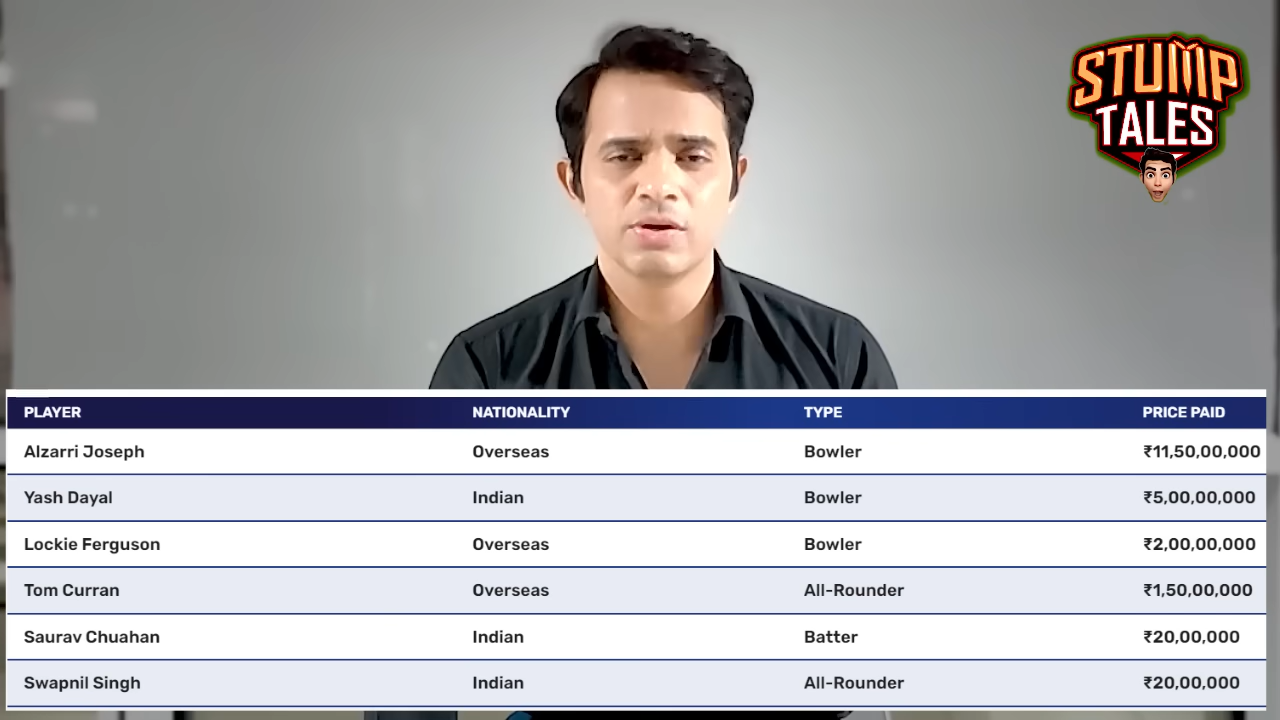 STUMP
TALES
PLAYER NATIONALITY TYPE PRICE PAID
Alzarri Joseph Overseas Bowler ₹11,50,00,000
Yash Dayal Indian Bowler ₹5,00,00,000
Lockie Ferguson Overseas Bowler ₹2,00,00,000
Tom Curran Overseas All-Rounder ₹1,50,00,000
Saurav Chuahan Indian Batter ₹20,00,000
Swapnil Singh Indian All-Rounder ₹20,00,000